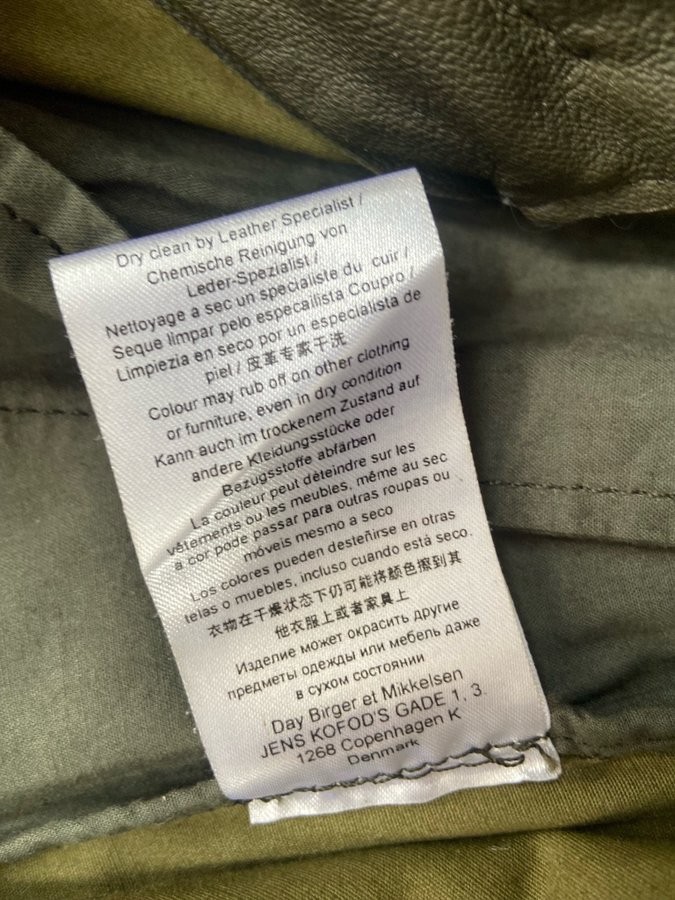 Dry clean by Leather Specialist /
Chemische Reinigung von
Leder-Spezialist /
Nettoyage a sec un specialiste du cuir /
Seque limpar pelo especailista Coupro /
Limpiezia en seco por un especialista de
piel / 皮革专家干洗
Colour may rub off on other clothing
or furniture, even in dry condition
Kann auch im trockenem Zustand auf
andere Kleidungsstücke oder
Bezugsstoffe abfärben
La couleur peut déteindre sur les
vêtements ou les meubles, même au sec
a cor pode passar para outras roupas ou
móveis mesmo a seco
Los colores pueden desteñirse en otras
telas o muebles, incluso cuando está seco.
衣物在干燥状态下仍可能将颜色擦到其
他衣服上或者家具上
Изделие может окрасить другие
предметы одежды или мебель даже
в сухом состоянии
Day Birger et Mikkelsen
JENS KOFOD'S GADE 1. 3.
1268 Copenhagen K
Denmark